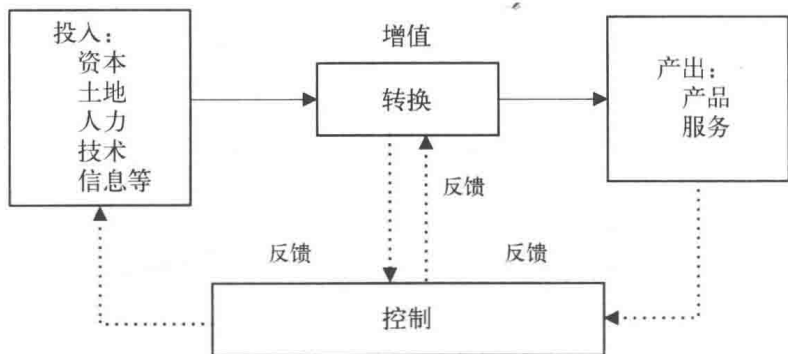 投入：
资本
土地
人力
技术
信息等
增值
转换
产出：
产品
服务
反馈
反馈
反馈
控制